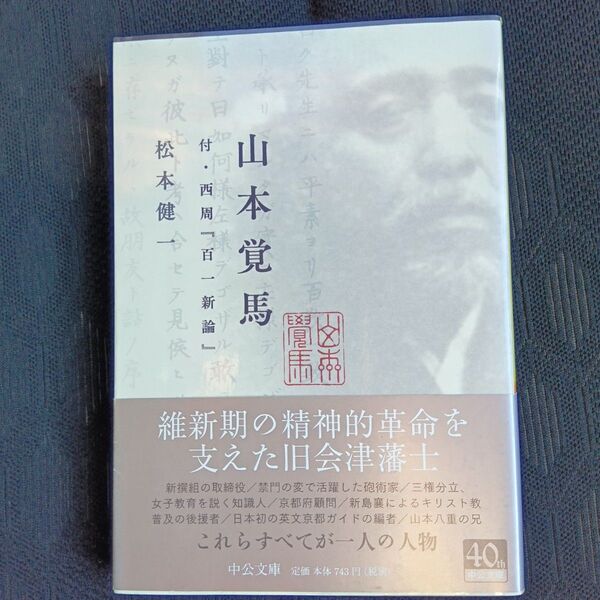 山本覚馬
付・西周『百一新論』
松本健一
山本
覺馬
維新期の精神的革命を
支えた旧会津藩士
新撰組の取締役／禁門の変で活躍した砲術家／三権分立、
女子教育を説く知識人／京都府顧問／新島襄によるキリスト教
普及の後援者／日本初の英文京都ガイドの編者／山本八重の兄
これらすべてが一人の人物
中公文庫 定価 本体 743円（税別）
40th
中公文庫